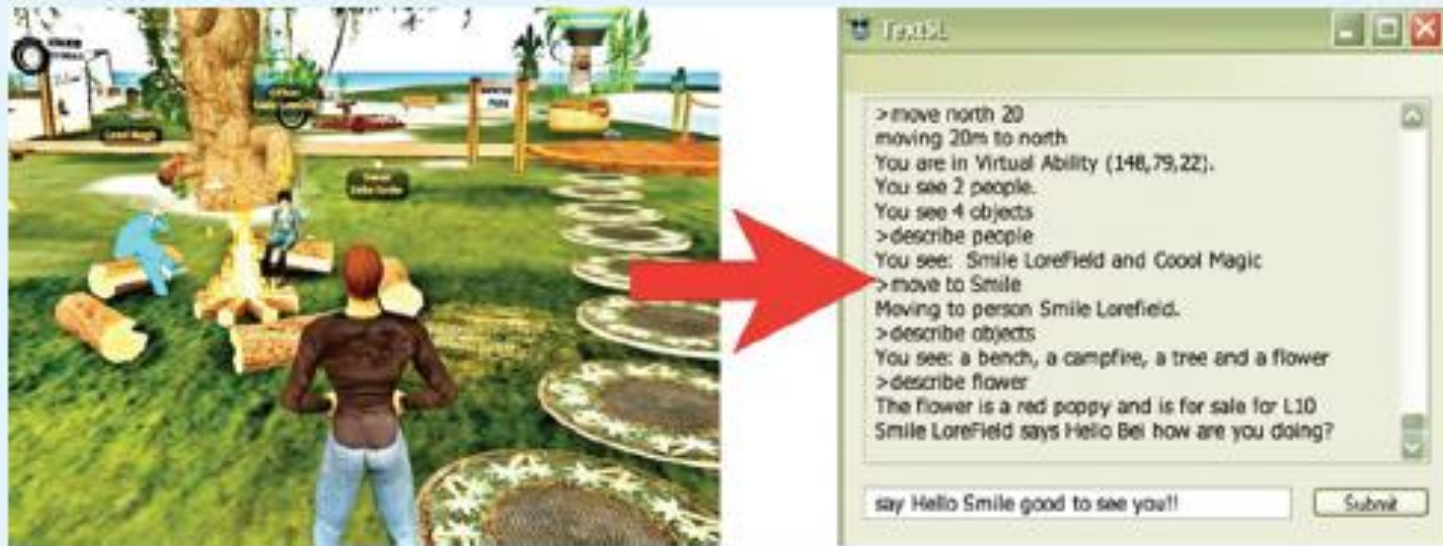 Coool Magic
TextSL
>move north 20
moving 20m to north
You are in Virtual Ability (148,79,22).
You see 2 people.
You see 4 objects
>describe people
You see: Smile LoreField and Coool Magic
>move to Smile
Moving to person Smile Lorefield.
>describe objects
You see: a bench, a campfire, a tree and a flower
>describe flower
The flower is a red poppy and is for sale for L10
Smile LoreField says Hello Bei how are you doing?
say Hello Smile good to see you!!
Submit